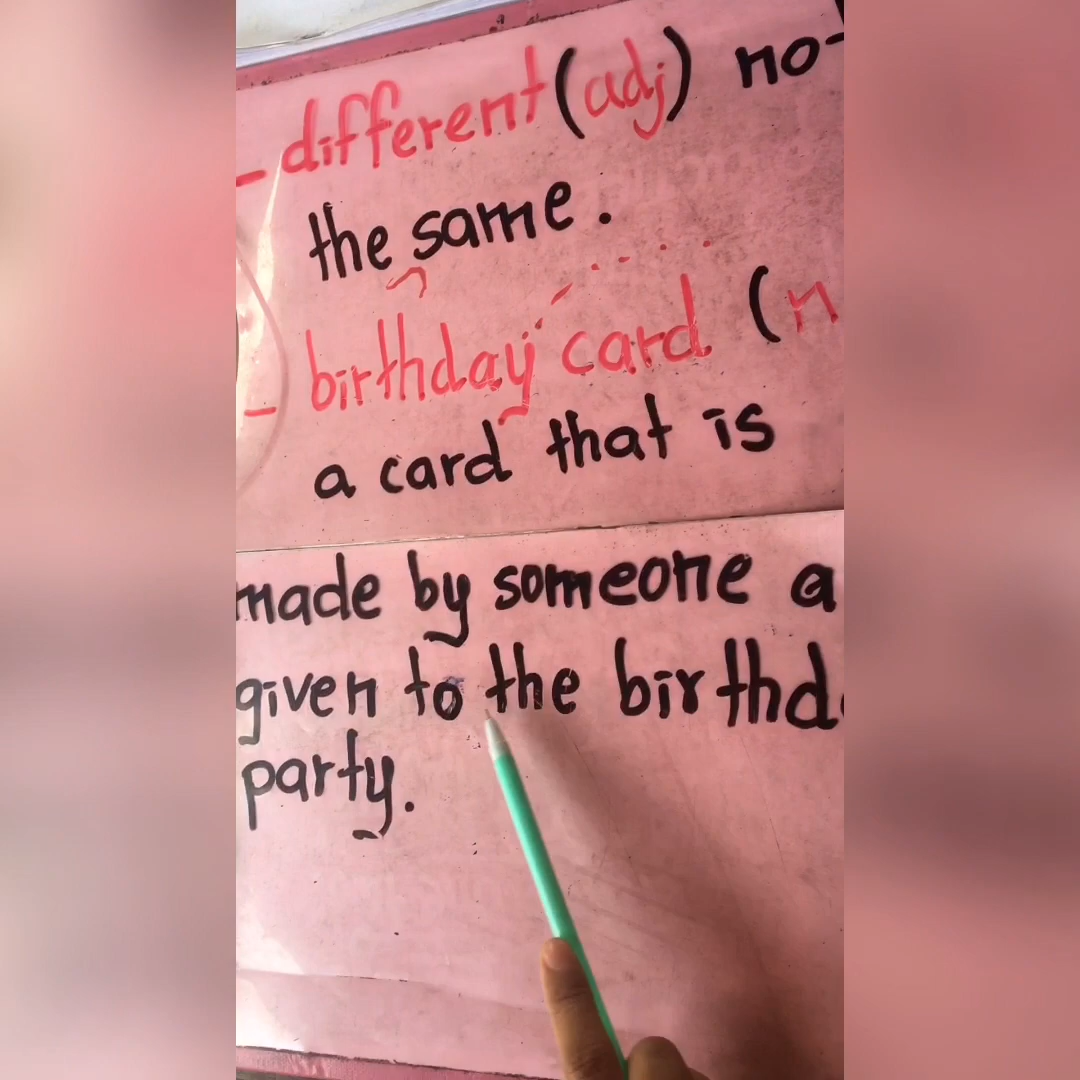 - different (adj) no
the same.
- birthday card (n
a card that is
made by someone a
given to the birthd
party.